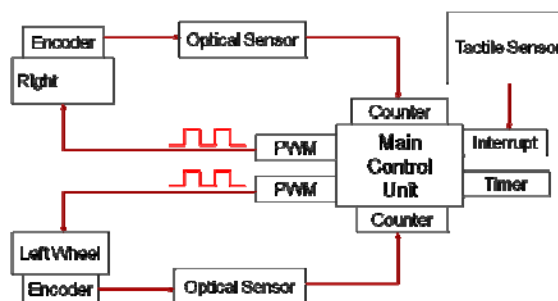 Encoder
Optical Sensor
Tactile Sensor
Right
Counter
PWM
Main
Control
Unit
Interrupt
PWM
Timer
Counter
Left Wheel
Encoder
Optical Sensor